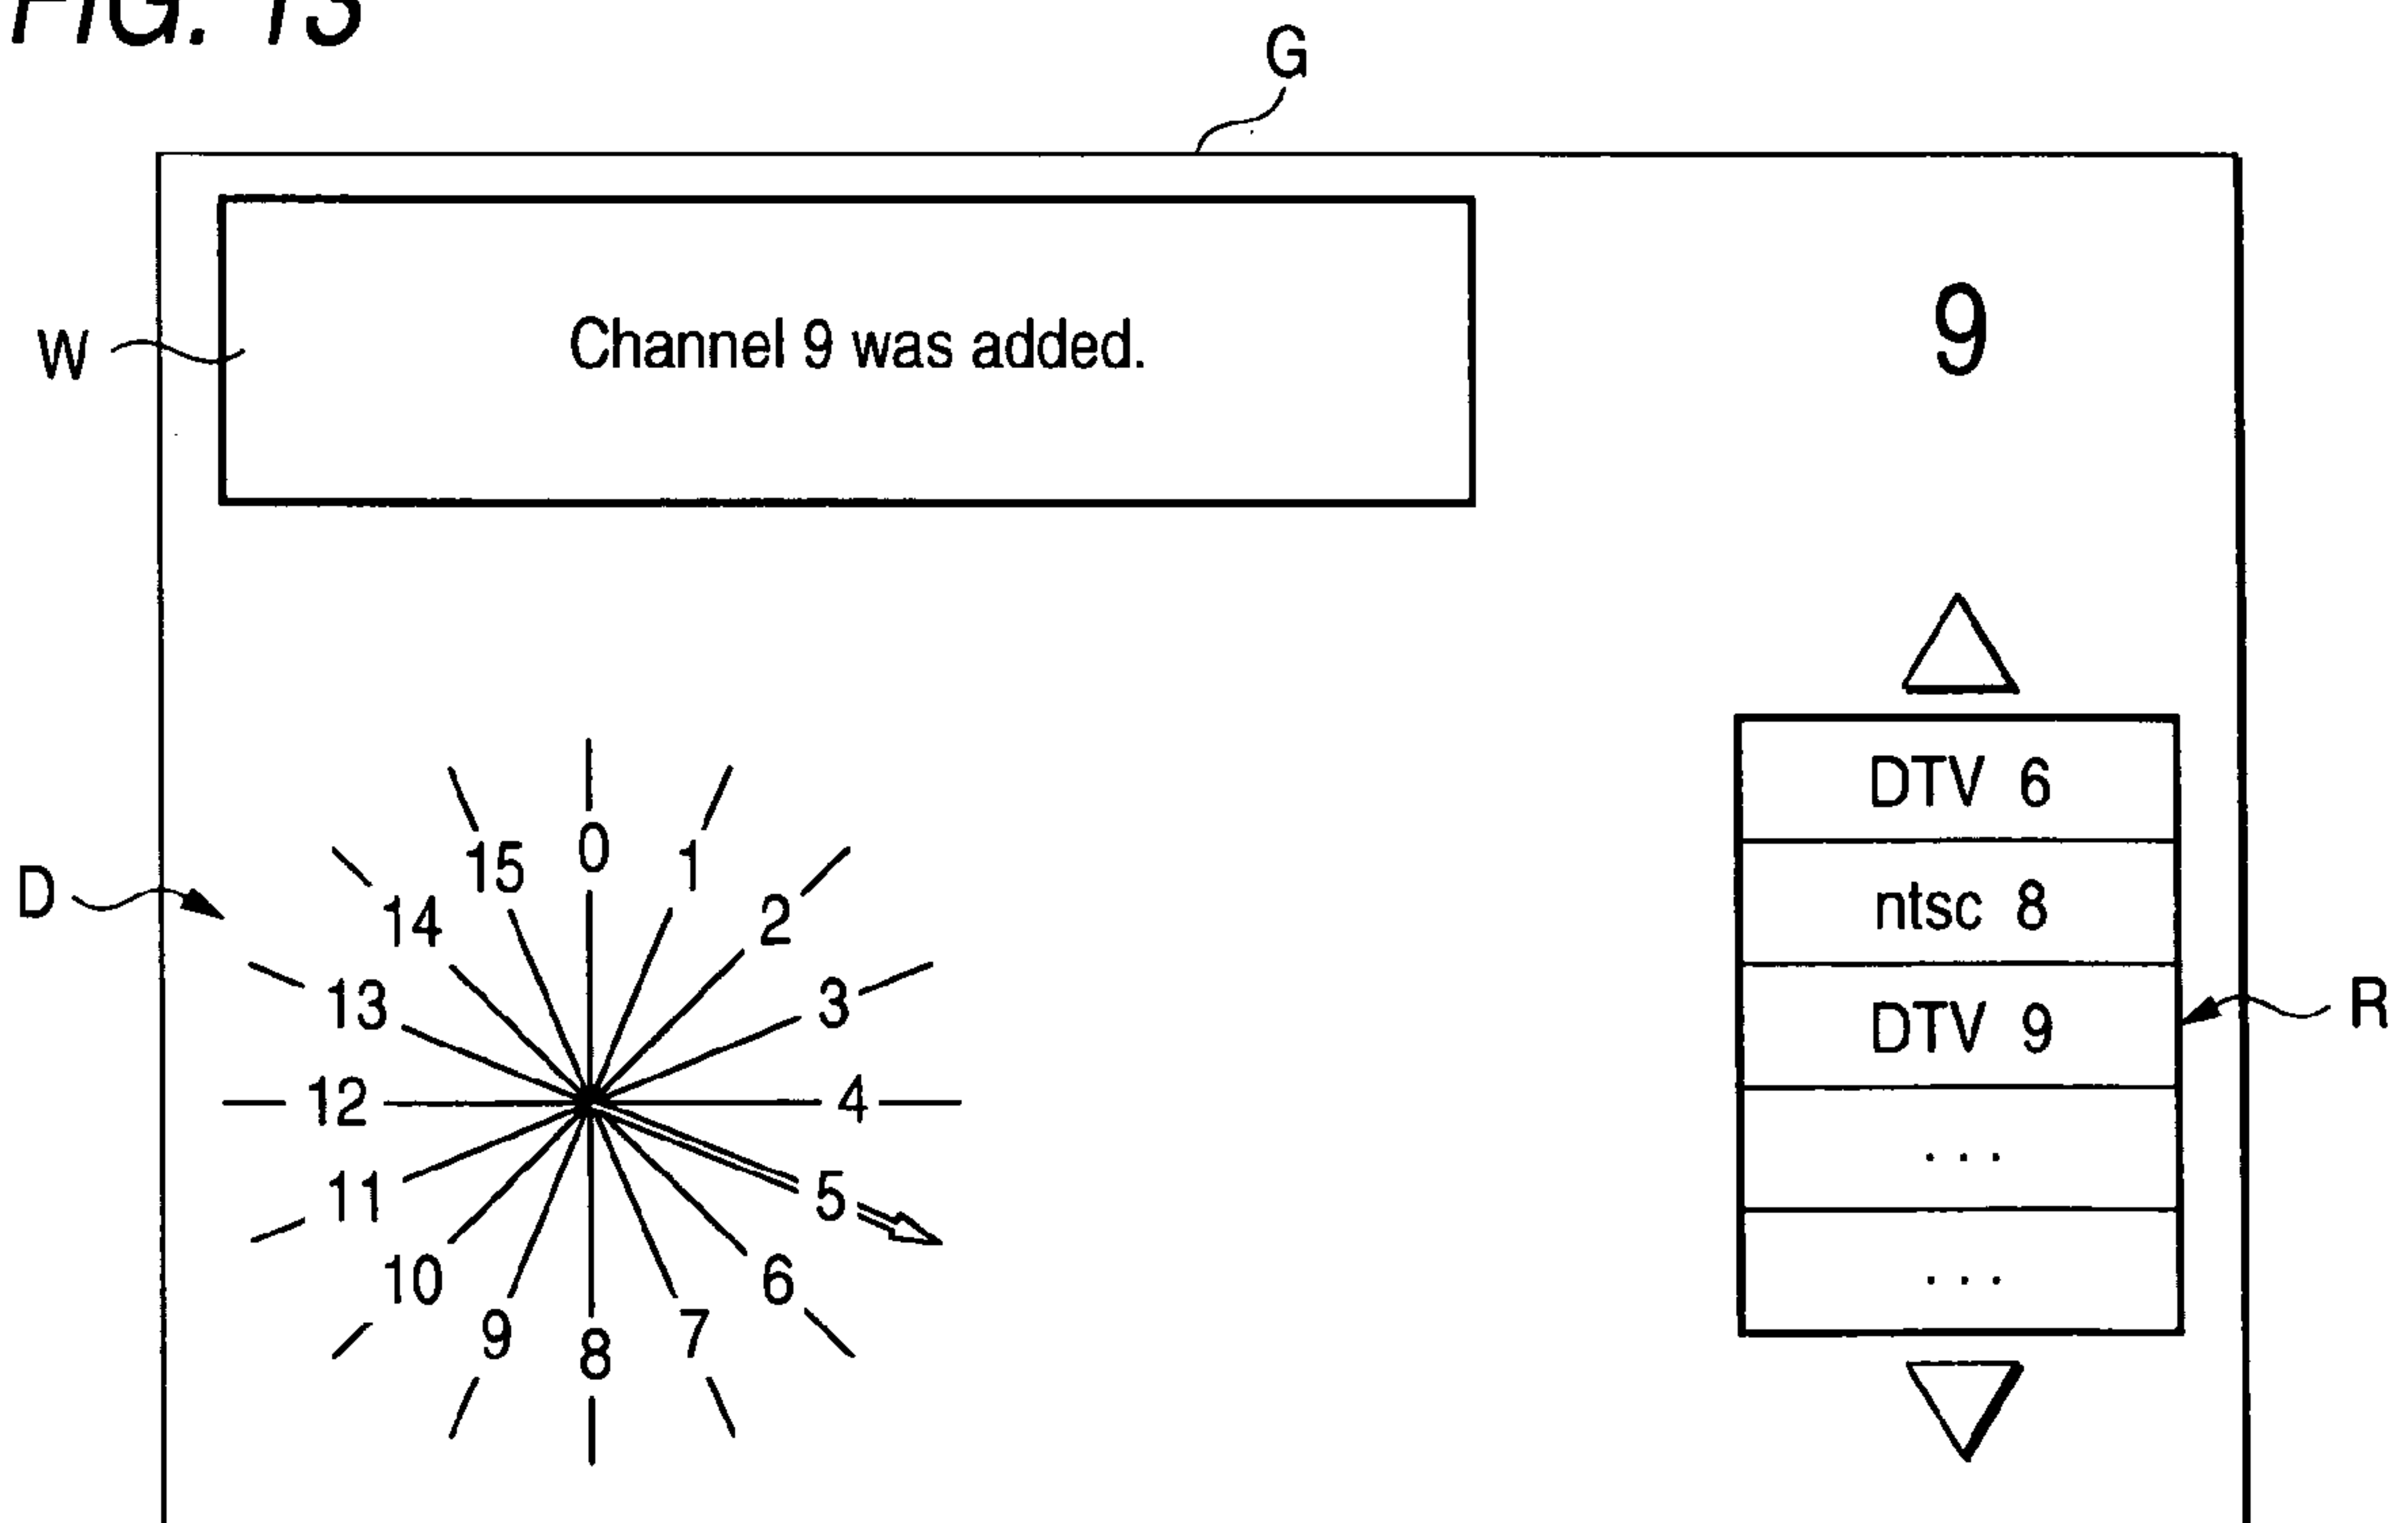 FIG. 13
G
W
Channel 9 was added.
9
D
0
1
2
3
4
5
6
7
8
9
10
11
12
13
14
15
DTV 6
ntsc 8
DTV 9
...
...
R